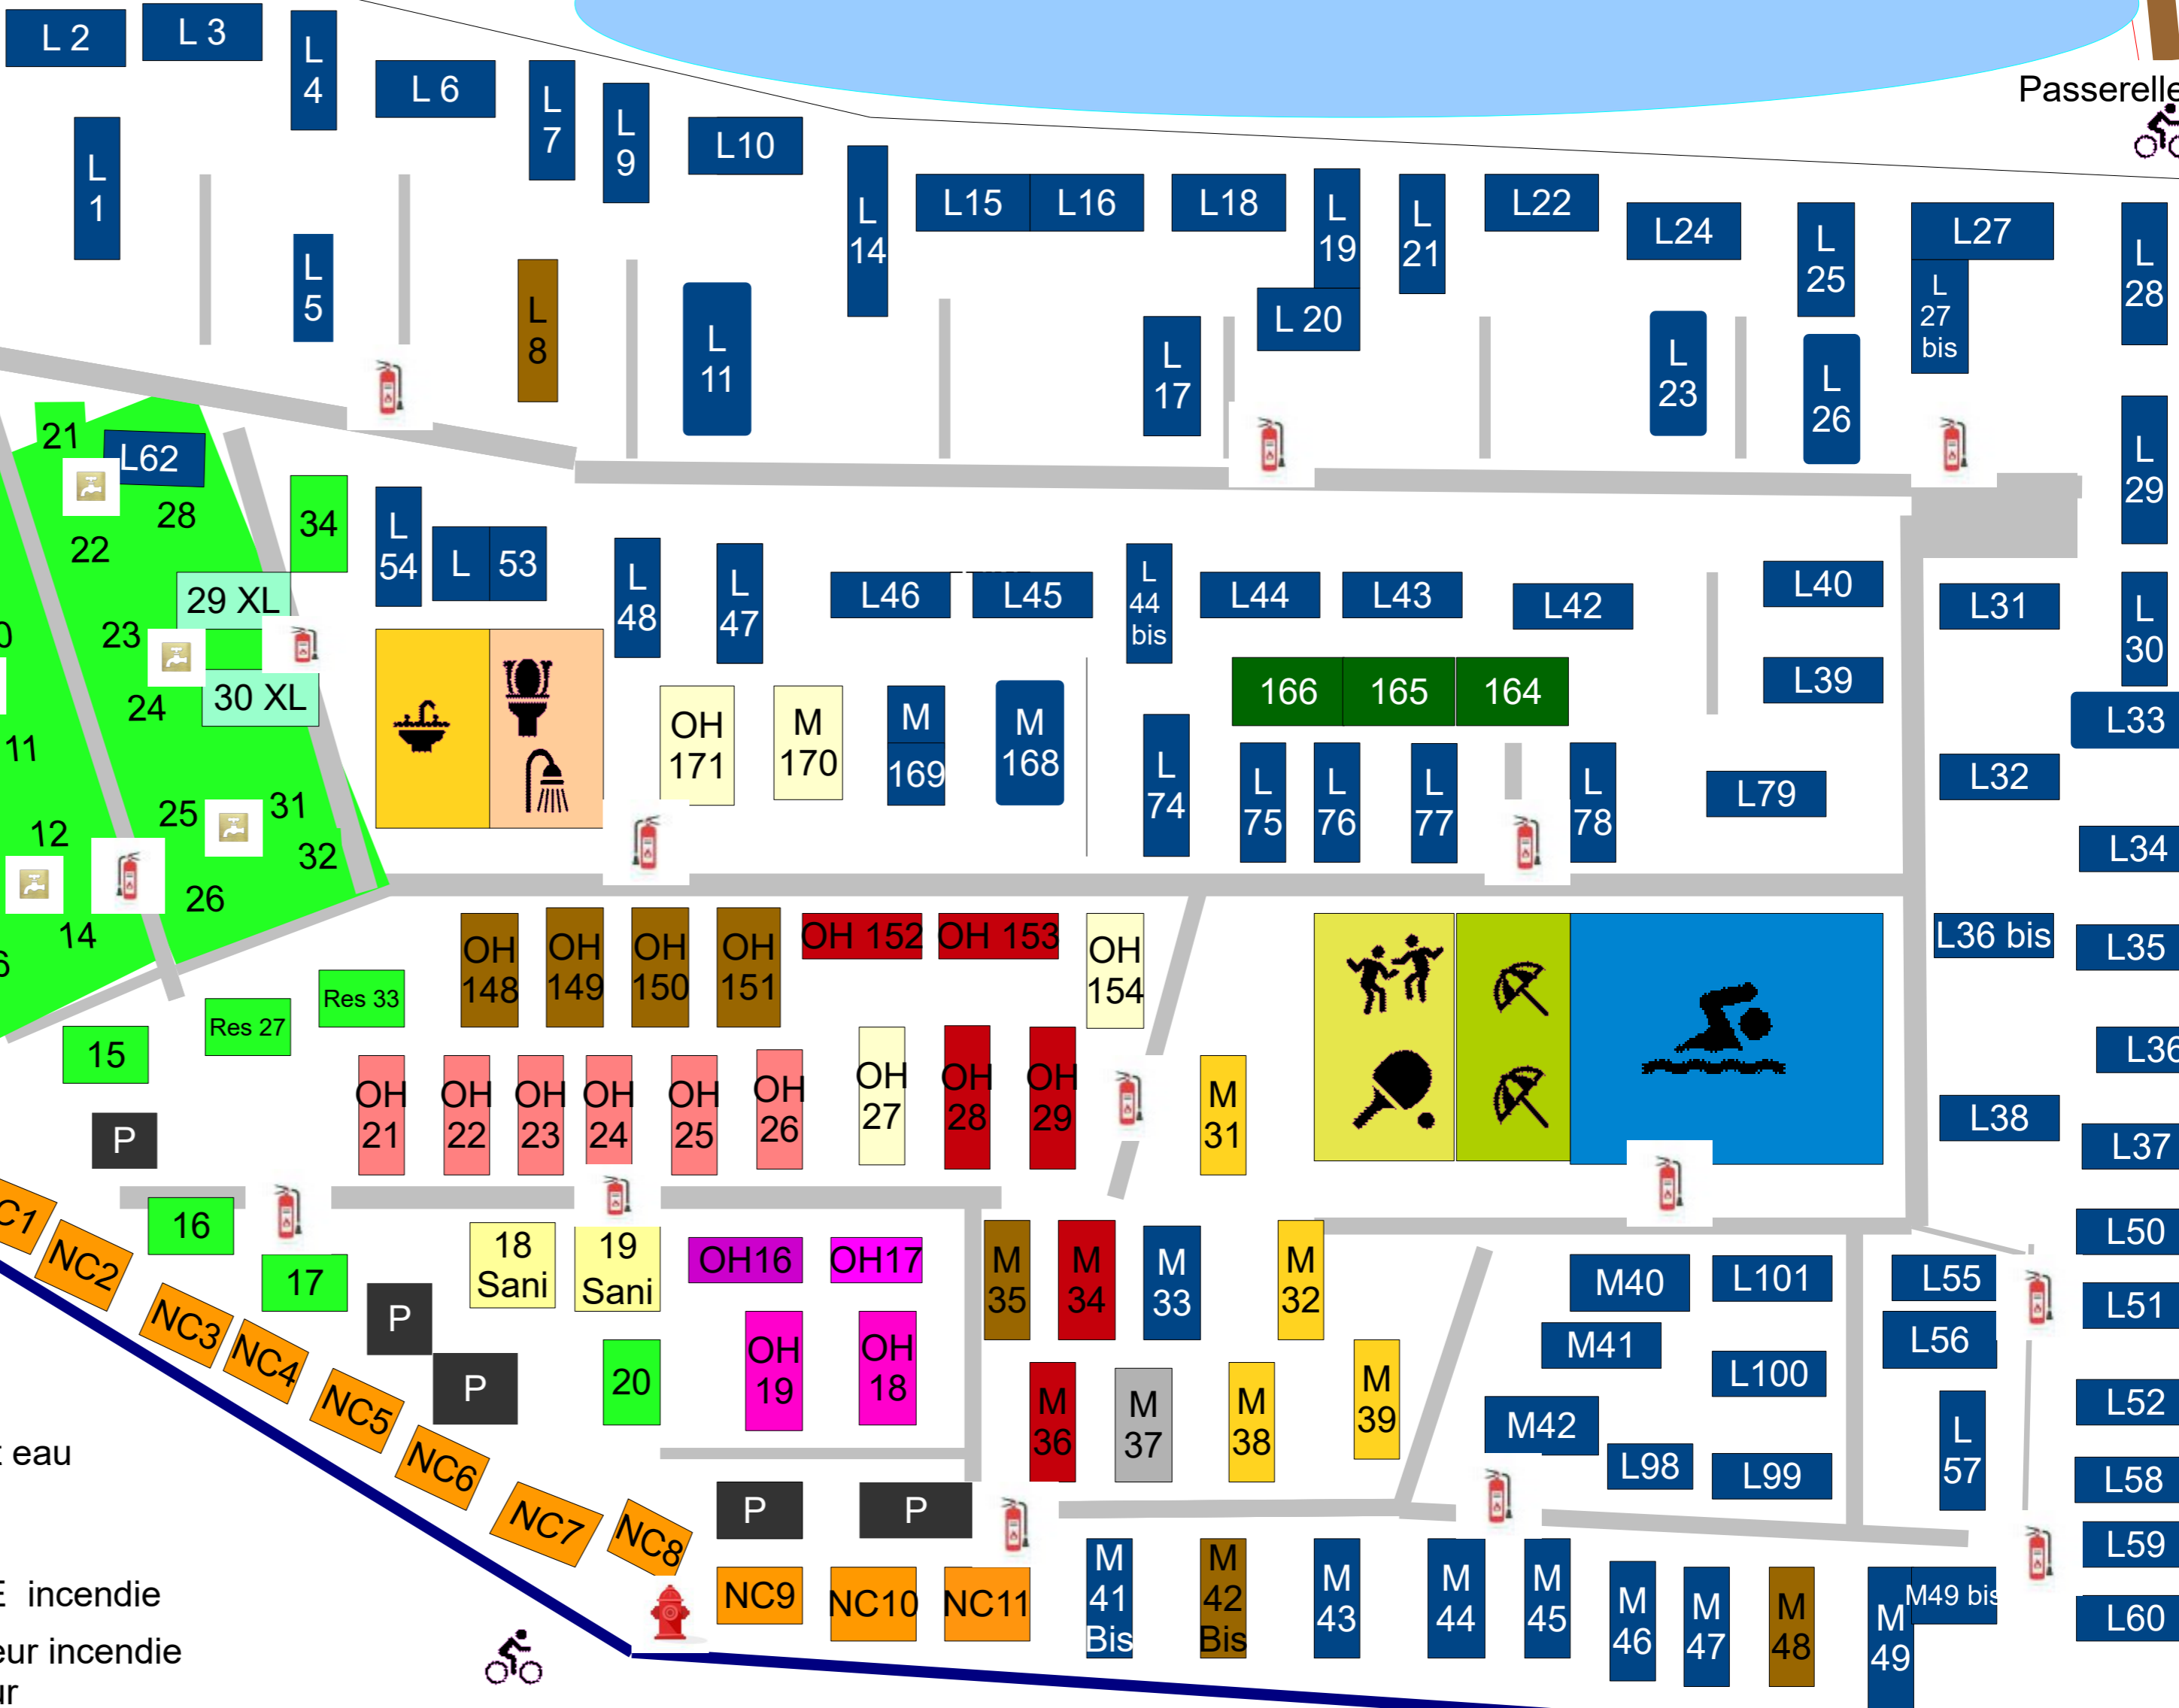 L 2
L 3
L
4
L 6
L
7
L
9
L10
Passerelle
L
1
L
5
L
8
L
11
L
14
L15
L16
L18
L
19
L 20
L
21
L22
L24
L
25
L27
L
27
bis
L
28
L
17
L
23
L
26
L
29
21
L62
28
22
34
29 XL
23
30 XL
24
11
25
31
12
32
26
14
L
54
L
53
L
48
L
47
L46
L45
L
44
bis
L44
L43
L42
L40
L31
L
30
L39
L33
166
165
164
OH
171
M
170
M
169
M
168
L
74
L
75
L
76
L
77
L
78
L79
L32
L34
OH
148
OH
149
OH
150
OH
151
OH 152
OH 153
OH
154
L36 bis
L35
Res 33
Res 27
15
P
OH
21
OH
22
OH
23
OH
24
OH
25
OH
26
OH
27
OH
28
OH
29
M
31
L36
L38
L37
C1
NC2
16
17
NC3
NC4
NC5
NC6
NC7
NC8
P
P
18
Sani
19
Sani
20
OH16
OH17
OH
19
OH
18
M
35
M
34
M
33
M
32
M
36
M
37
M
38
M
39
M40
L101
L55
L50
L51
M41
L56
L100
L52
M42
L98
L99
L
57
L58
L59
L60
P
P
NC9
NC10
NC11
M
41
Bis
M
42
Bis
M
43
M
44
M
45
M
46
M
47
M
48
M
49
M49 bis
eau
incendie
eur incendie
ur